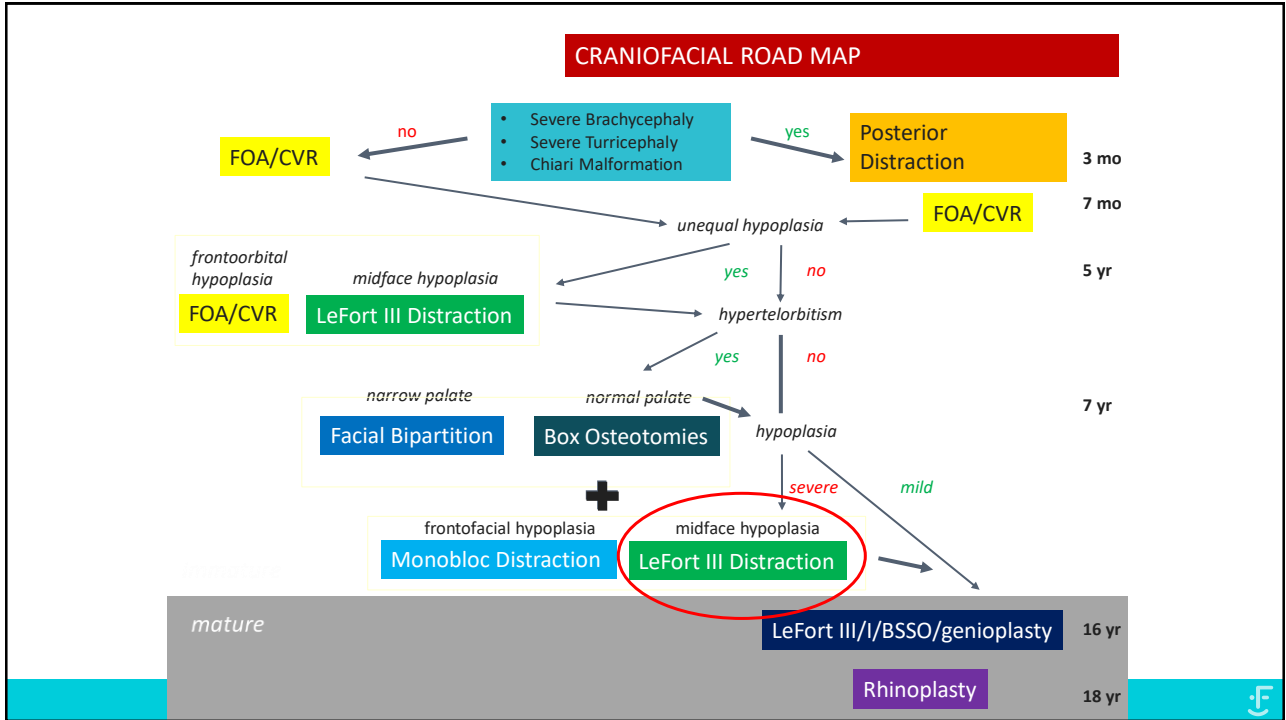 CRANIOFACIAL ROAD MAP
• Severe Brachycephaly
• Severe Turricephaly
• Chiari Malformation
no
yes
FOA/CVR
Posterior
Distraction
3 mo
7 mo
FOA/CVR
unequal hypoplasia
frontoorbital
hypoplasia
midface hypoplasia
yes
no
5 yr
FOA/CVR
LeFort III Distraction
hypertelorbitism
yes
no
narrow palate
normal palate
7 yr
Facial Bipartition
Box Osteotomies
hypoplasia
severe
mild
frontofacial hypoplasia
midface hypoplasia
Monobloc Distraction
LeFort III Distraction
mature
LeFort III/I/BSSO/genioplasty
16 yr
Rhinoplasty
18 yr